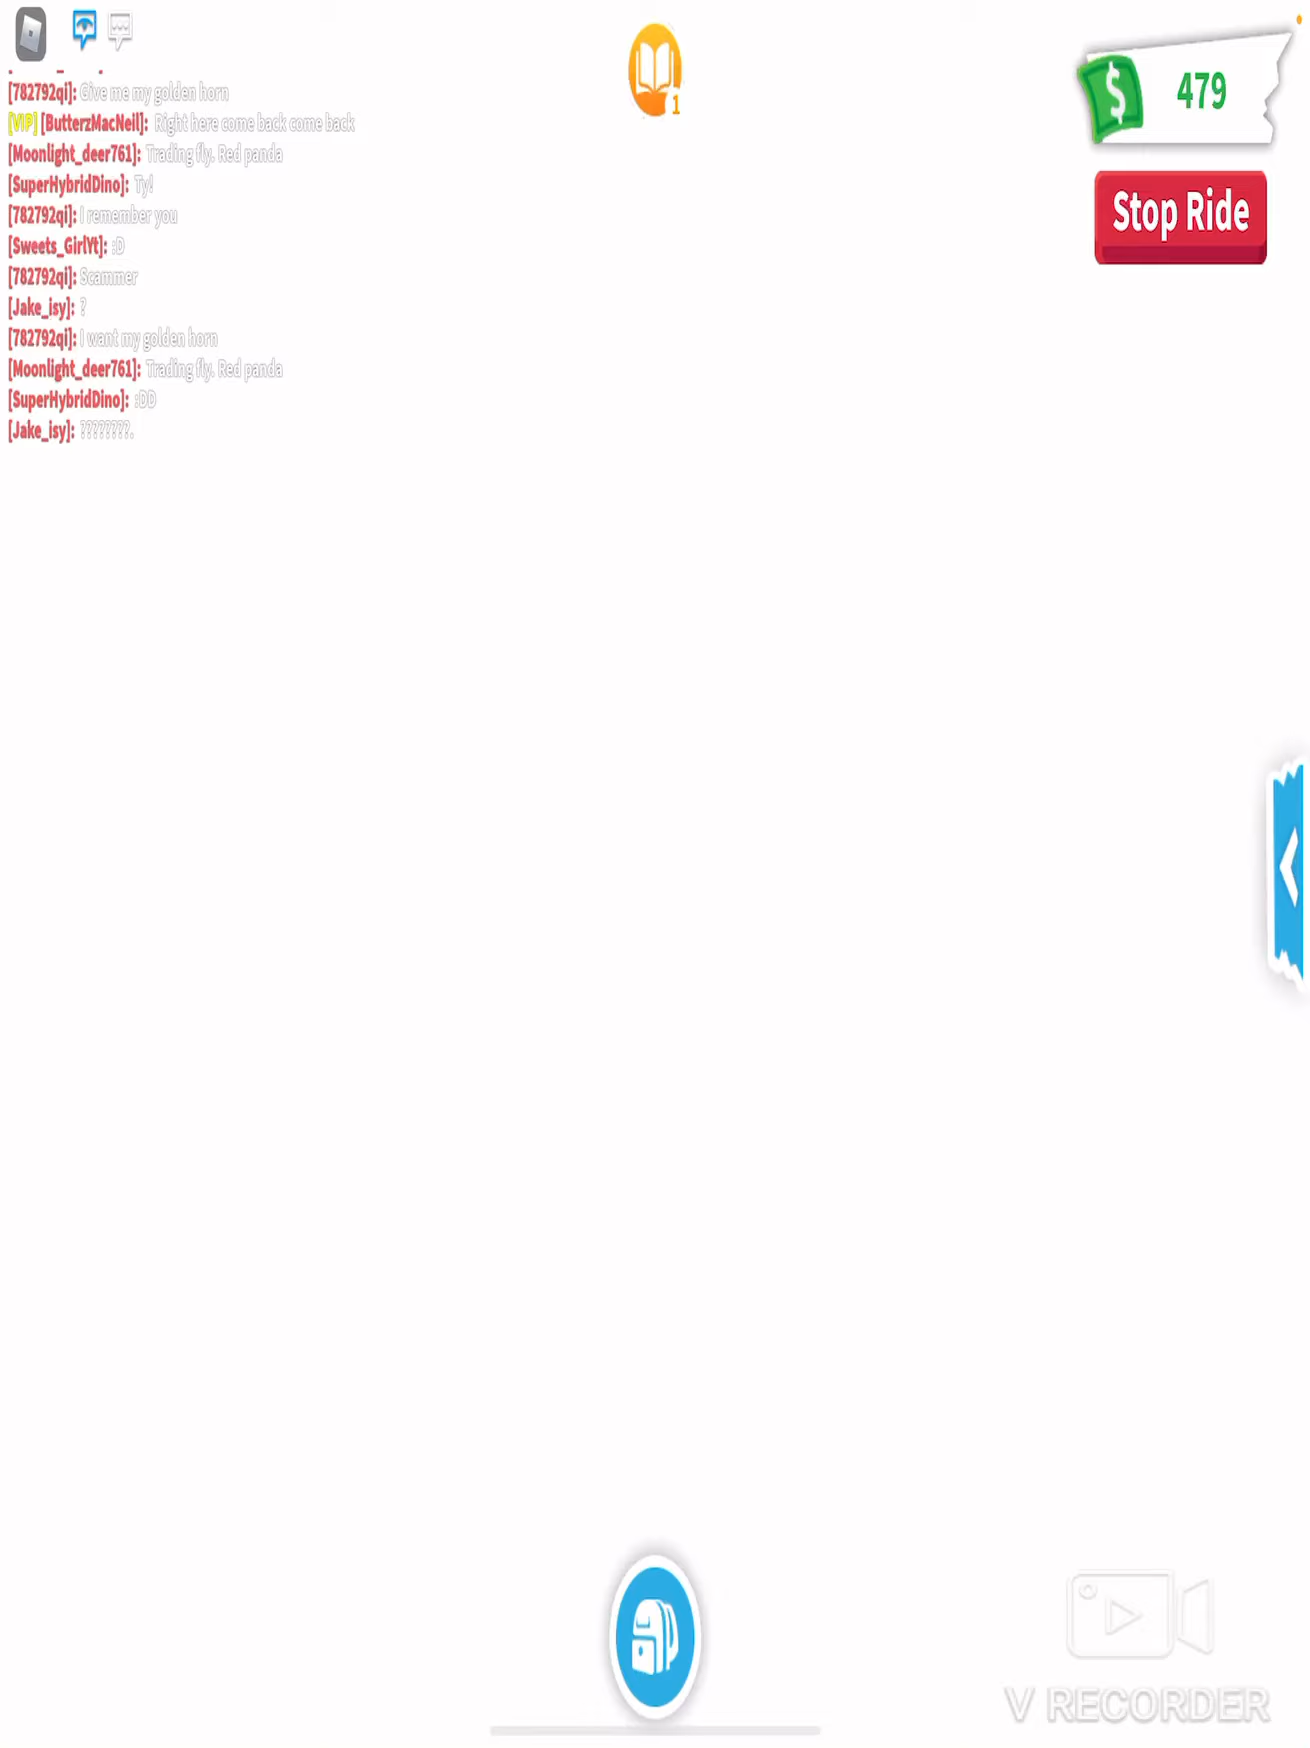 [782792qi]: Give me my golden horn
[VIP] [ButterzMacNeil]: Right here come back come back
[Moonlight_deer761]: Trading fly. Red panda
[SuperHybridDino]: Ty!
[782792qi]: I remember you
[Sweets_GirlYt]: :D
[782792qi]: Scammer
[Jake_isy]: ?
[782792qi]: I want my golden horn
[Moonlight_deer761]: Trading fly. Red panda
[SuperHybridDino]: :DD
[Jake_isy]: ????????.
1
$ 479
Stop Ride
V RECORDER